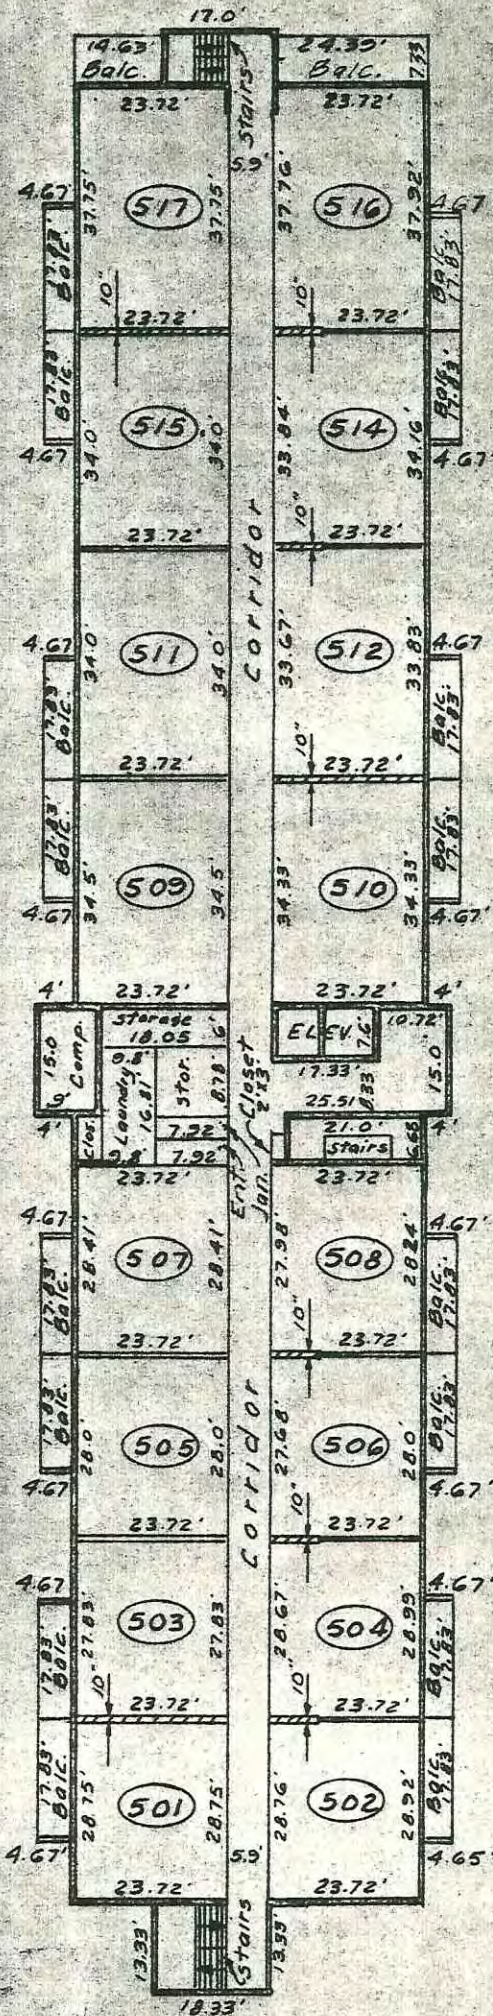 17.0'
14.63' 24.39'
Balc. Stairs Balc. 7.33
23.72' 5.9' 23.72'
4.67' 37.75' 517 37.75' 37.76' 516 37.92' 4.67
17.83' Balc. 10" Balc. 17.83'
23.72' 23.72'
17.83' Balc. 10" Balc. 17.83'
4.67 34.0' 515 34.0' 33.84' 514 34.16' 4.67'
10"
23.72' 23.72'
Corridor
4.67' 34.0' 511 34.0' 33.67' 512 33.83' 4.67
17.83' Balc. Balc. 17.83'
10"
23.72' 23.72'
17.83' Balc. Balc. 17.83'
4.67 34.5' 509 34.5' 34.33' 510 34.33' 4.67'
4' 23.72' 23.72' 4'
Storage 18.05 6' ELEV. 7.6' 10.72'
15.0 Comp. 9.8' Stor. 8.78' 17.33' 15.0
9' Laundry 16.81' Closet 2'x3' 25.51 8.33
4' Clos. 7.92' Ent. Jan. 21.0' 6.65 4'
9.8' 7.92' Stairs
23.72' 23.72'
4.67 28.41' 507 28.41' 27.98' 508 28.24' 4.67'
17.83' Balc. Balc. 17.83'
10"
23.72' 23.72'
17.83' Balc. Balc. 17.83'
4.67 28.0' 505 28.0' 27.68' 506 28.0' 4.67'
Corridor
10"
23.72' 23.72'
4.67 27.83' 503 27.83' 28.67' 504 28.99' 4.67'
17.83' Balc. Balc. 17.83'
10" 10"
23.72' 23.72'
17.83' Balc. Balc. 17.83'
4.67' 28.75' 501 28.75' 28.76' 502 28.92' 4.65'
5.9'
23.72' 23.72'
13.33' Stairs 13.33'
18.33'